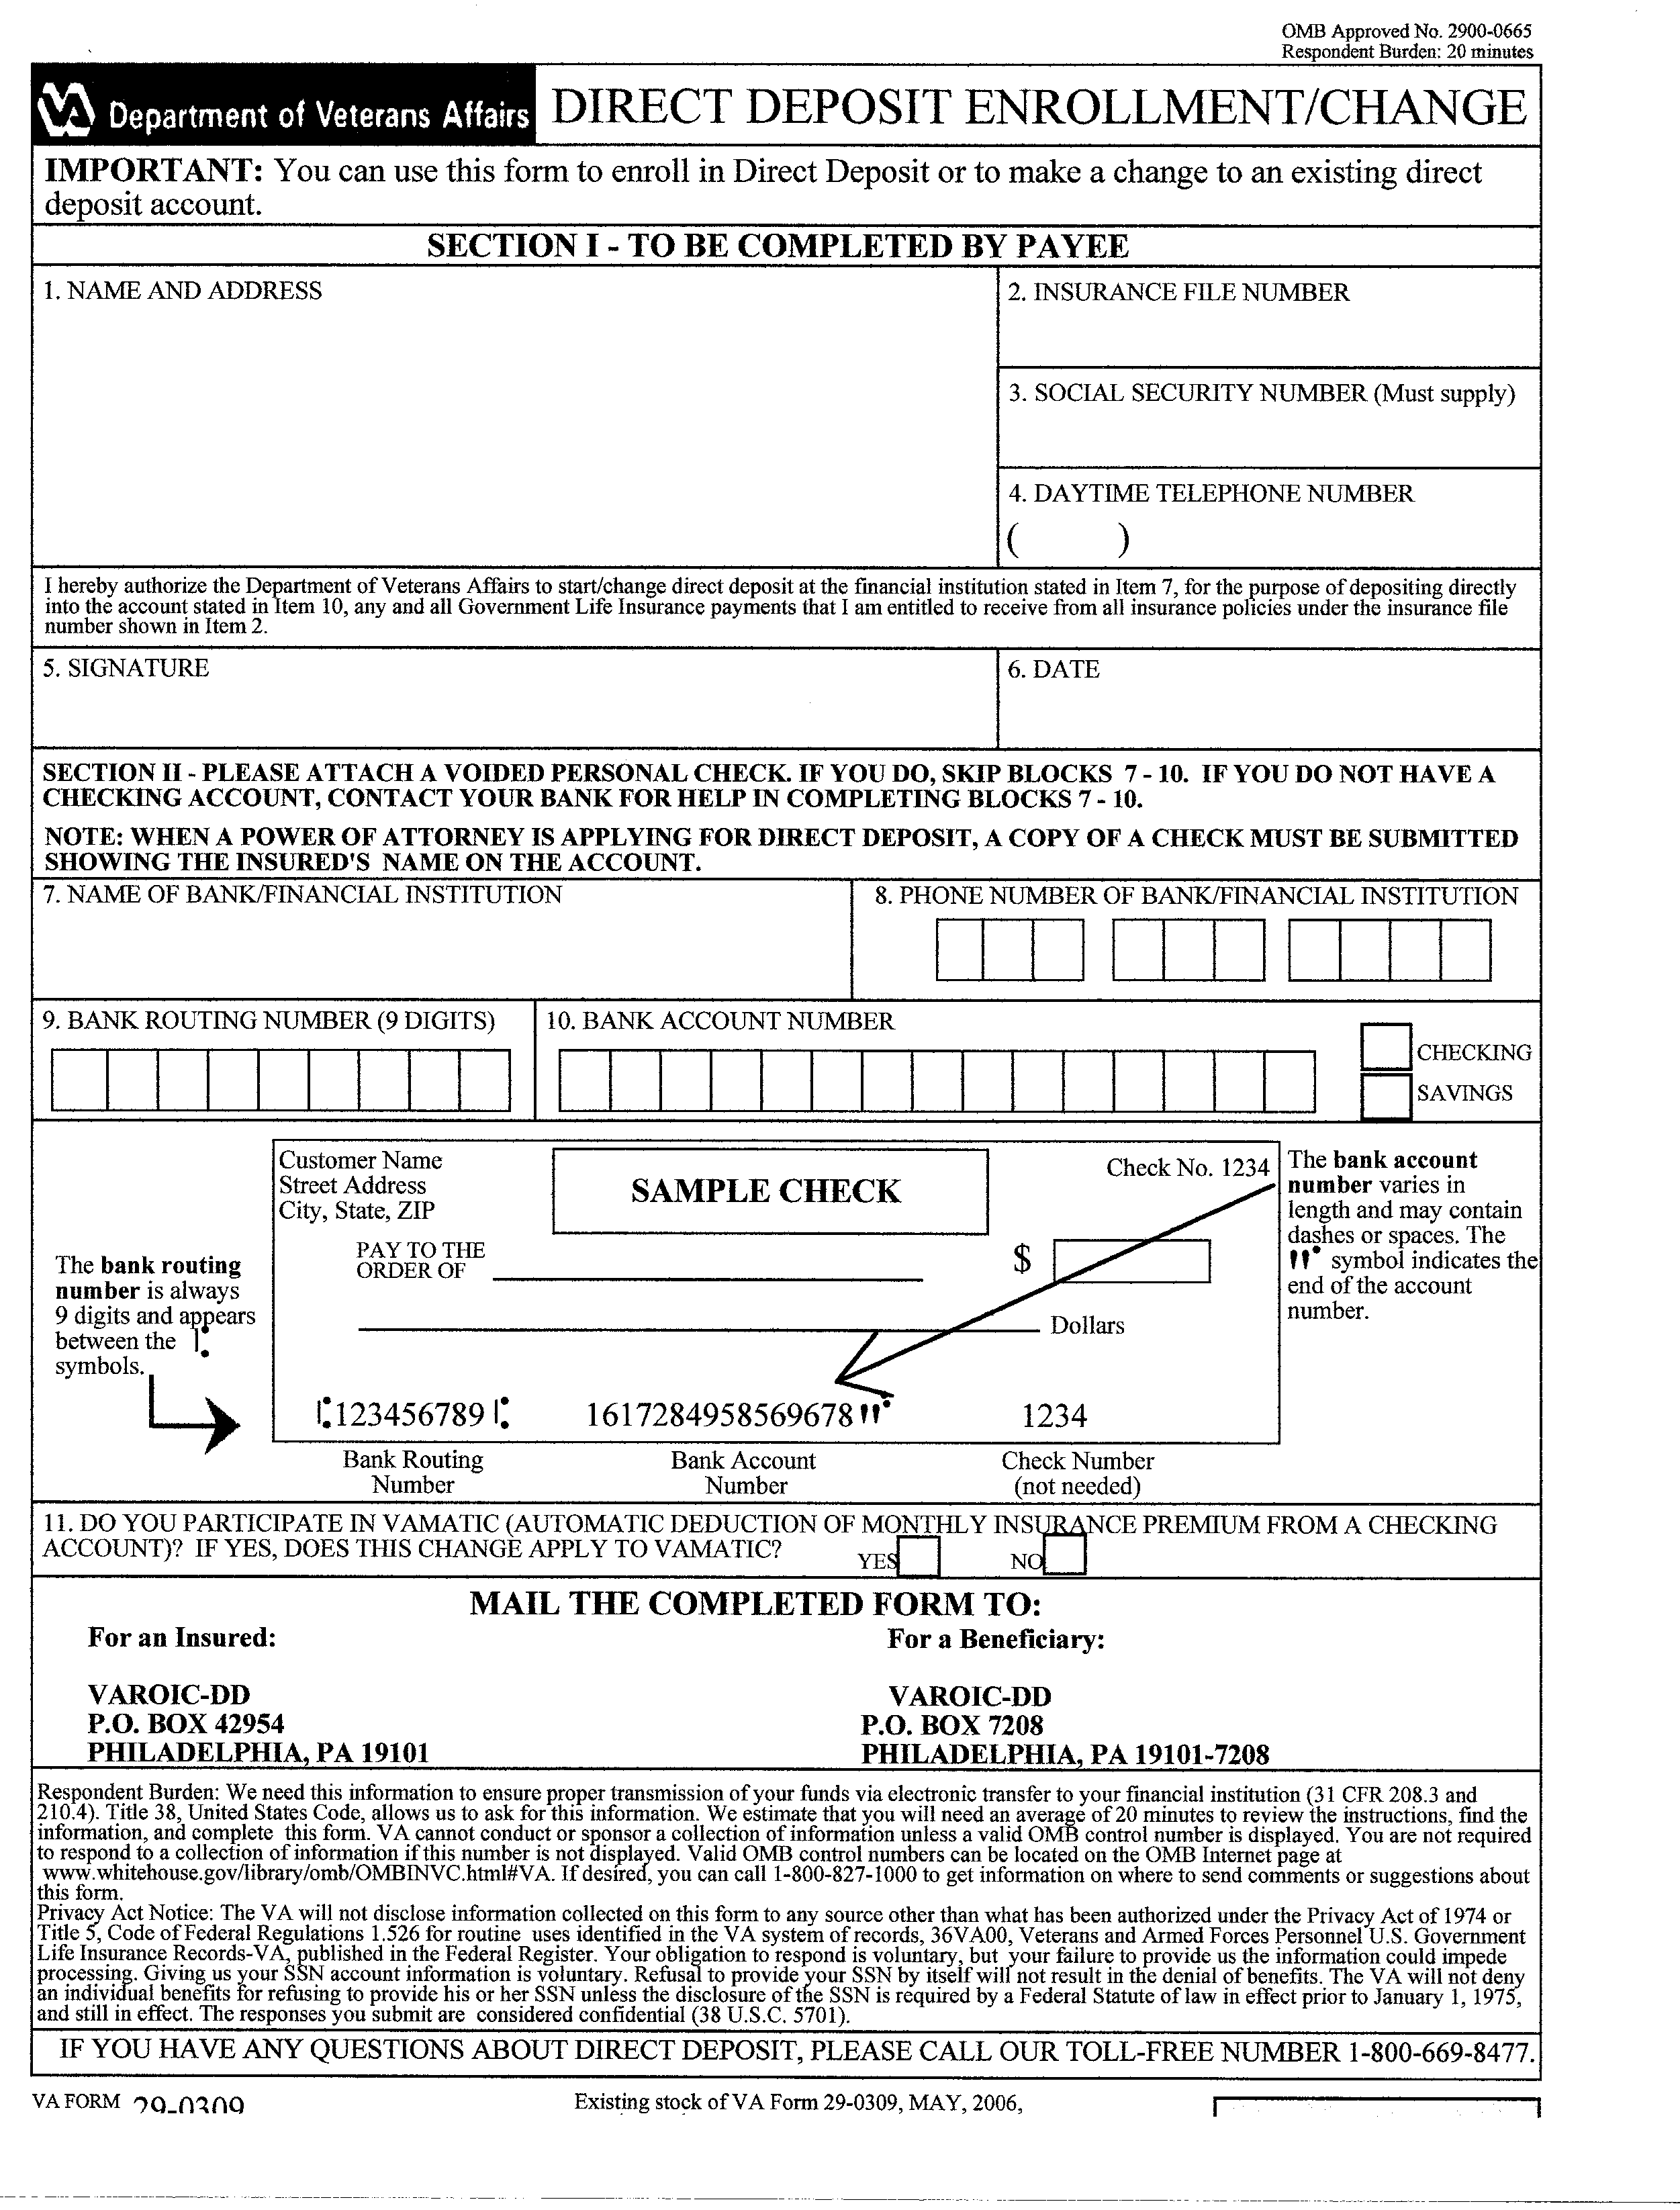 OMB Approved No. 2900-0665
Respondent Burden: 20 minutes
VA Department of Veterans Affairs
DIRECT DEPOSIT ENROLLMENT/CHANGE
IMPORTANT: You can use this form to enroll in Direct Deposit or to make a change to an existing direct
deposit account.
SECTION I - TO BE COMPLETED BY PAYEE
1. NAME AND ADDRESS
2. INSURANCE FILE NUMBER
3. SOCIAL SECURITY NUMBER (Must supply)
4. DAYTIME TELEPHONE NUMBER
( )
I hereby authorize the Department of Veterans Affairs to start/change direct deposit at the financial institution stated in Item 7, for the purpose of depositing directly
into the account stated in Item 10, any and all Government Life Insurance payments that I am entitled to receive from all insurance policies under the insurance file
number shown in Item 2.
5. SIGNATURE
6. DATE
SECTION II - PLEASE ATTACH A VOIDED PERSONAL CHECK. IF YOU DO, SKIP BLOCKS 7 - 10. IF YOU DO NOT HAVE A
CHECKING ACCOUNT, CONTACT YOUR BANK FOR HELP IN COMPLETING BLOCKS 7 - 10.
NOTE: WHEN A POWER OF ATTORNEY IS APPLYING FOR DIRECT DEPOSIT, A COPY OF A CHECK MUST BE SUBMITTED
SHOWING THE INSURED'S NAME ON THE ACCOUNT.
7. NAME OF BANK/FINANCIAL INSTITUTION
8. PHONE NUMBER OF BANK/FINANCIAL INSTITUTION
9. BANK ROUTING NUMBER (9 DIGITS)
10. BANK ACCOUNT NUMBER
CHECKING
SAVINGS
The bank routing
number is always
9 digits and appears
between the ⑆
symbols.
Customer Name
Street Address
City, State, ZIP
SAMPLE CHECK
Check No. 1234
PAY TO THE
ORDER OF
$
Dollars
⑆123456789⑆ 1617284958569678⑈ 1234
Bank Routing
Number
Bank Account
Number
Check Number
(not needed)
The bank account
number varies in
length and may contain
dashes or spaces. The
⑈ symbol indicates the
end of the account
number.
11. DO YOU PARTICIPATE IN VAMATIC (AUTOMATIC DEDUCTION OF MONTHLY INSURANCE PREMIUM FROM A CHECKING
ACCOUNT)? IF YES, DOES THIS CHANGE APPLY TO VAMATIC? YES NO
MAIL THE COMPLETED FORM TO:
For an Insured:
VAROIC-DD
P.O. BOX 42954
PHILADELPHIA, PA 19101
For a Beneficiary:
VAROIC-DD
P.O. BOX 7208
PHILADELPHIA, PA 19101-7208
Respondent Burden: We need this information to ensure proper transmission of your funds via electronic transfer to your financial institution (31 CFR 208.3 and
210.4). Title 38, United States Code, allows us to ask for this information. We estimate that you will need an average of 20 minutes to review the instructions, find the
information, and complete this form. VA cannot conduct or sponsor a collection of information unless a valid OMB control number is displayed. You are not required
to respond to a collection of information if this number is not displayed. Valid OMB control numbers can be located on the OMB Internet page at
www.whitehouse.gov/library/omb/OMBINVC.html#VA. If desired, you can call 1-800-827-1000 to get information on where to send comments or suggestions about
this form.
Privacy Act Notice: The VA will not disclose information collected on this form to any source other than what has been authorized under the Privacy Act of 1974 or
Title 5, Code of Federal Regulations 1.526 for routine uses identified in the VA system of records, 36VA00, Veterans and Armed Forces Personnel U.S. Government
Life Insurance Records-VA, published in the Federal Register. Your obligation to respond is voluntary, but your failure to provide us the information could impede
processing. Giving us your SSN account information is voluntary. Refusal to provide your SSN by itself will not result in the denial of benefits. The VA will not deny
an individual benefits for refusing to provide his or her SSN unless the disclosure of the SSN is required by a Federal Statute of law in effect prior to January 1, 1975,
and still in effect. The responses you submit are considered confidential (38 U.S.C. 5701).
IF YOU HAVE ANY QUESTIONS ABOUT DIRECT DEPOSIT, PLEASE CALL OUR TOLL-FREE NUMBER 1-800-669-8477.
VA FORM 29-0309
Existing stock of VA Form 29-0309, MAY, 2006,